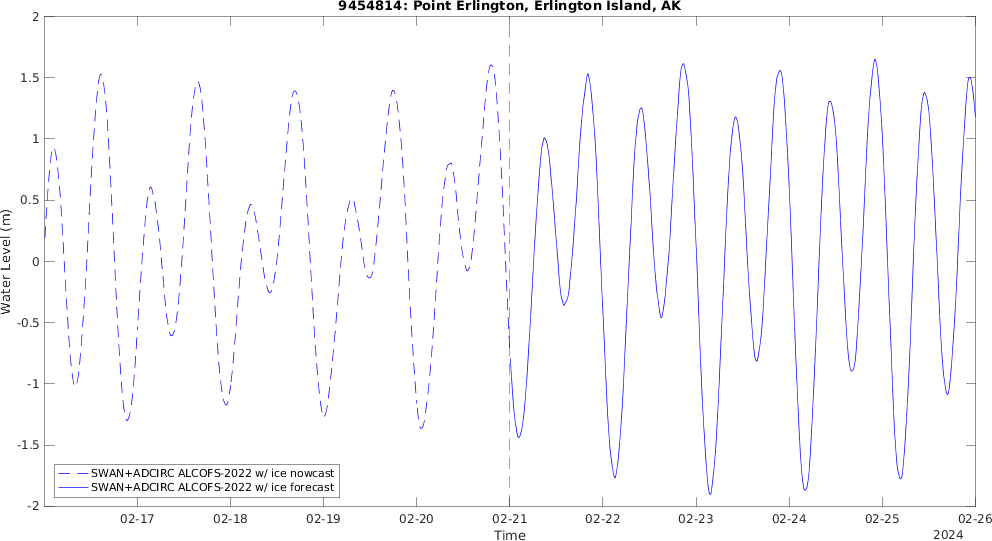 9454814: Point Erlington, Erlington Island, AK
2
1.5
1
0.5
0
-0.5
-1
-1.5
-2
Water Level (m)
SWAN+ADCIRC ALCOFS-2022 w/ ice nowcast
SWAN+ADCIRC ALCOFS-2022 w/ ice forecast
02-17 02-18 02-19 02-20 02-21 02-22 02-23 02-24 02-25 02-26
Time
2024